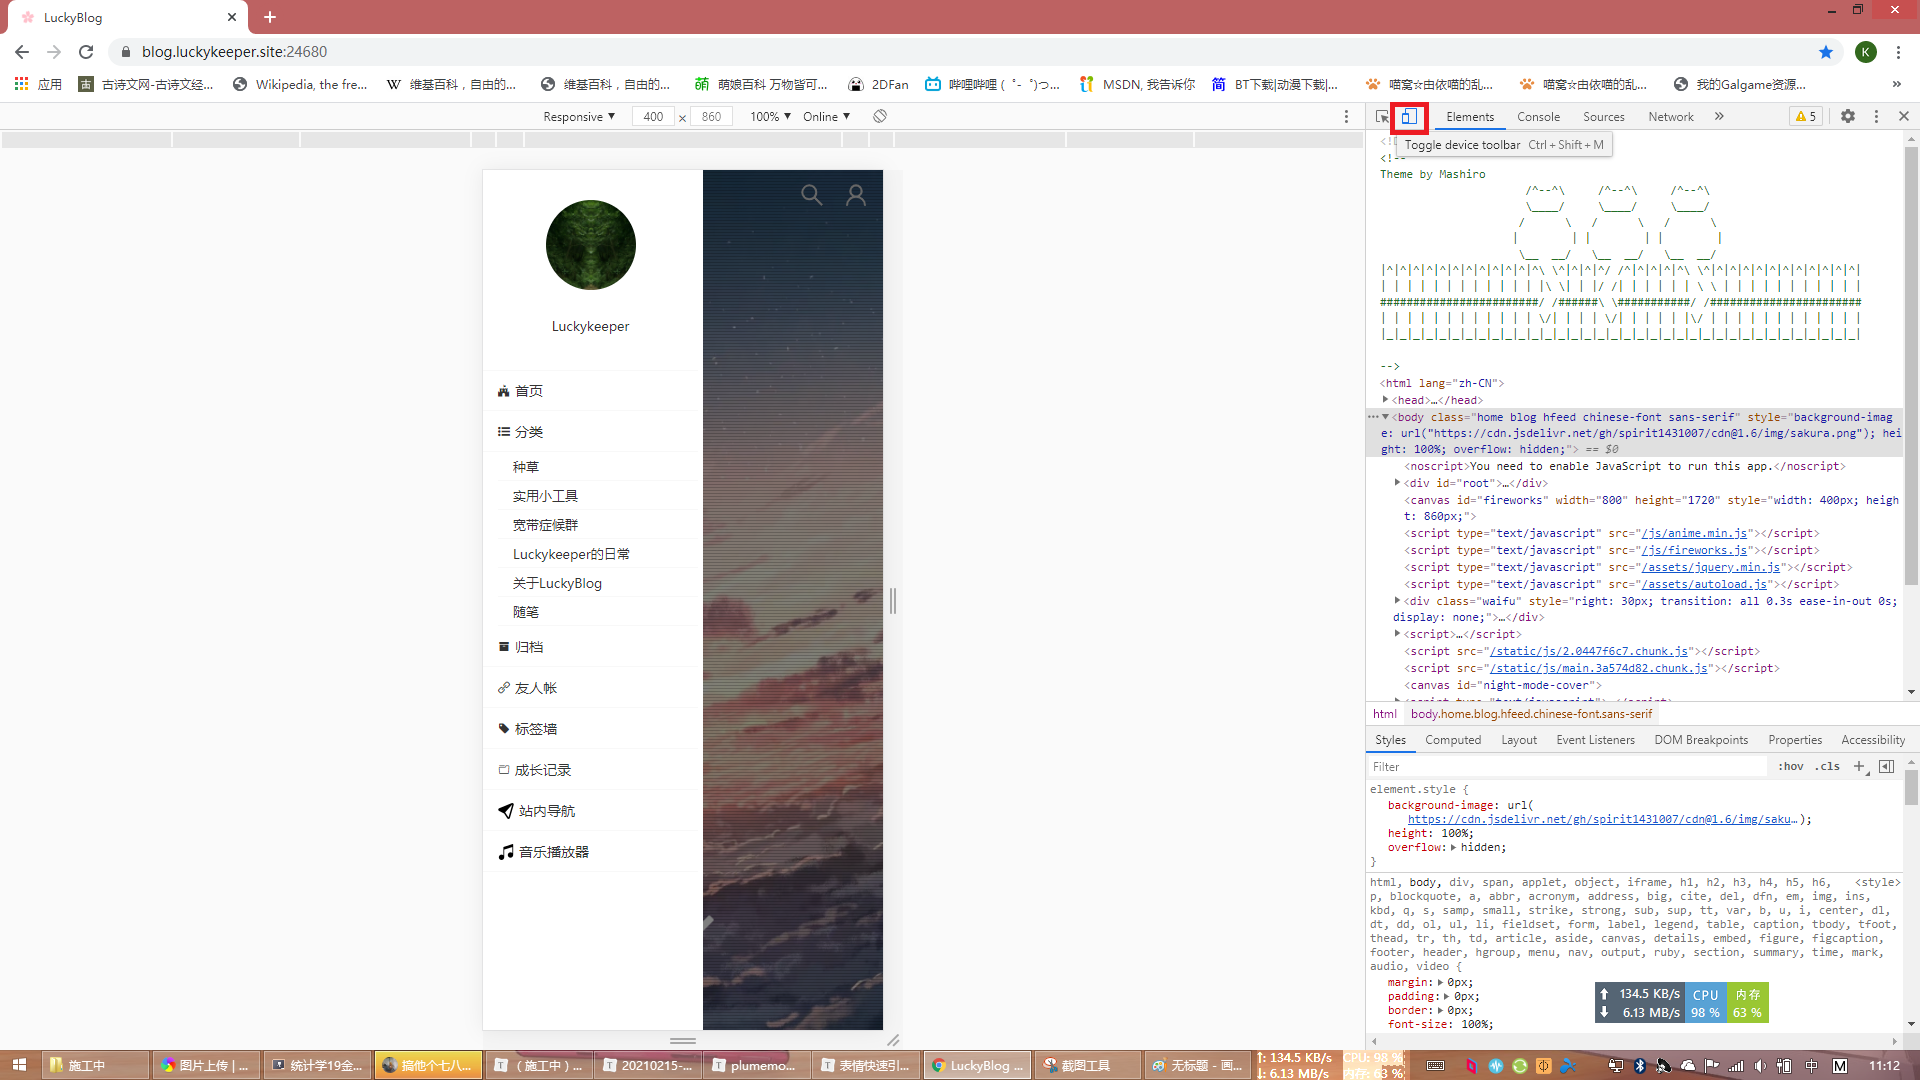 LuckyBlog
blog.luckykeeper.site:24680
K
应用
古诗文网-古诗文经...
Wikipedia, the fre...
维基百科，自由的...
维基百科，自由的...
萌娘百科 万物皆可...
2DFan
哔哩哔哩 (゜-゜)つ...
MSDN, 我告诉你
BT下载|动漫下载|...
喵窝☆由依喵的乱...
喵窝☆由依喵的乱...
我的Galgame资源...
»
Responsive ▼ 400 × 860 100% ▼ Online ▼
Elements Console Sources Network » 5
Toggle device toolbar Ctrl + Shift + M
<!--
Theme by Mashiro
-->
<html lang="zh-CN">
<head>…</head>
<body class="home blog hfeed chinese-font sans-serif" style="background-imag
e: url("https://cdn.jsdelivr.net/gh/spirit1431007/cdn@1.6/img/sakura.png"); hei
ght: 100%; overflow: hidden;"> == $0
<noscript>You need to enable JavaScript to run this app.</noscript>
<div id="root">…</div>
<canvas id="fireworks" width="800" height="1720" style="width: 400px; heigh
t: 860px;">
<script type="text/javascript" src="/js/anime.min.js"></script>
<script type="text/javascript" src="/js/fireworks.js"></script>
<script type="text/javascript" src="/assets/jquery.min.js"></script>
<script type="text/javascript" src="/assets/autoload.js"></script>
<div class="waifu" style="right: 30px; transition: all 0.3s ease-in-out 0s;
display: none;">…</div>
<script>…</script>
<script src="/static/js/2.0447f6c7.chunk.js"></script>
<script src="/static/js/main.3a574d82.chunk.js"></script>
<canvas id="night-mode-cover">
html body.home.blog.hfeed.chinese-font.sans-serif
Styles Computed Layout Event Listeners DOM Breakpoints Properties Accessibility
Filter :hov .cls +
element.style {
background-image: url(
https://cdn.jsdelivr.net/gh/spirit1431007/cdn@1.6/img/saku…);
height: 100%;
overflow: hidden;
}
html, body, div, span, applet, object, iframe, h1, h2, h3, h4, h5, h6, <style>
p, blockquote, a, abbr, acronym, address, big, cite, del, dfn, em, img, ins,
kbd, q, s, samp, small, strike, strong, sub, sup, tt, var, b, u, i, center, dl,
dt, dd, ol, ul, li, fieldset, form, label, legend, table, caption, tbody, tfoot,
thead, tr, th, td, article, aside, canvas, details, embed, figure, figcaption,
footer, header, hgroup, menu, nav, output, ruby, section, summary, time, mark,
audio, video {
margin: 0px;
padding: 0px;
border: 0px;
font-size: 100%;
Luckykeeper
首页
分类
种草
实用小工具
宽带症候群
Luckykeeper的日常
关于LuckyBlog
随笔
归档
友人帐
标签墙
成长记录
站内导航
音乐播放器
134.5 KB/s CPU 内存
6.13 MB/s 98 % 63 %
施工中
图片上传 | ...
统计学19金...
搞他个七八...
（施工中）...
20210215-...
plumemo...
表情快速引...
LuckyBlog ...
截图工具
无标题 - 画...
↑: 134.5 KB/s CPU: 98 %
↓: 6.13 MB/s 内存: 63 %
中
M
11:12